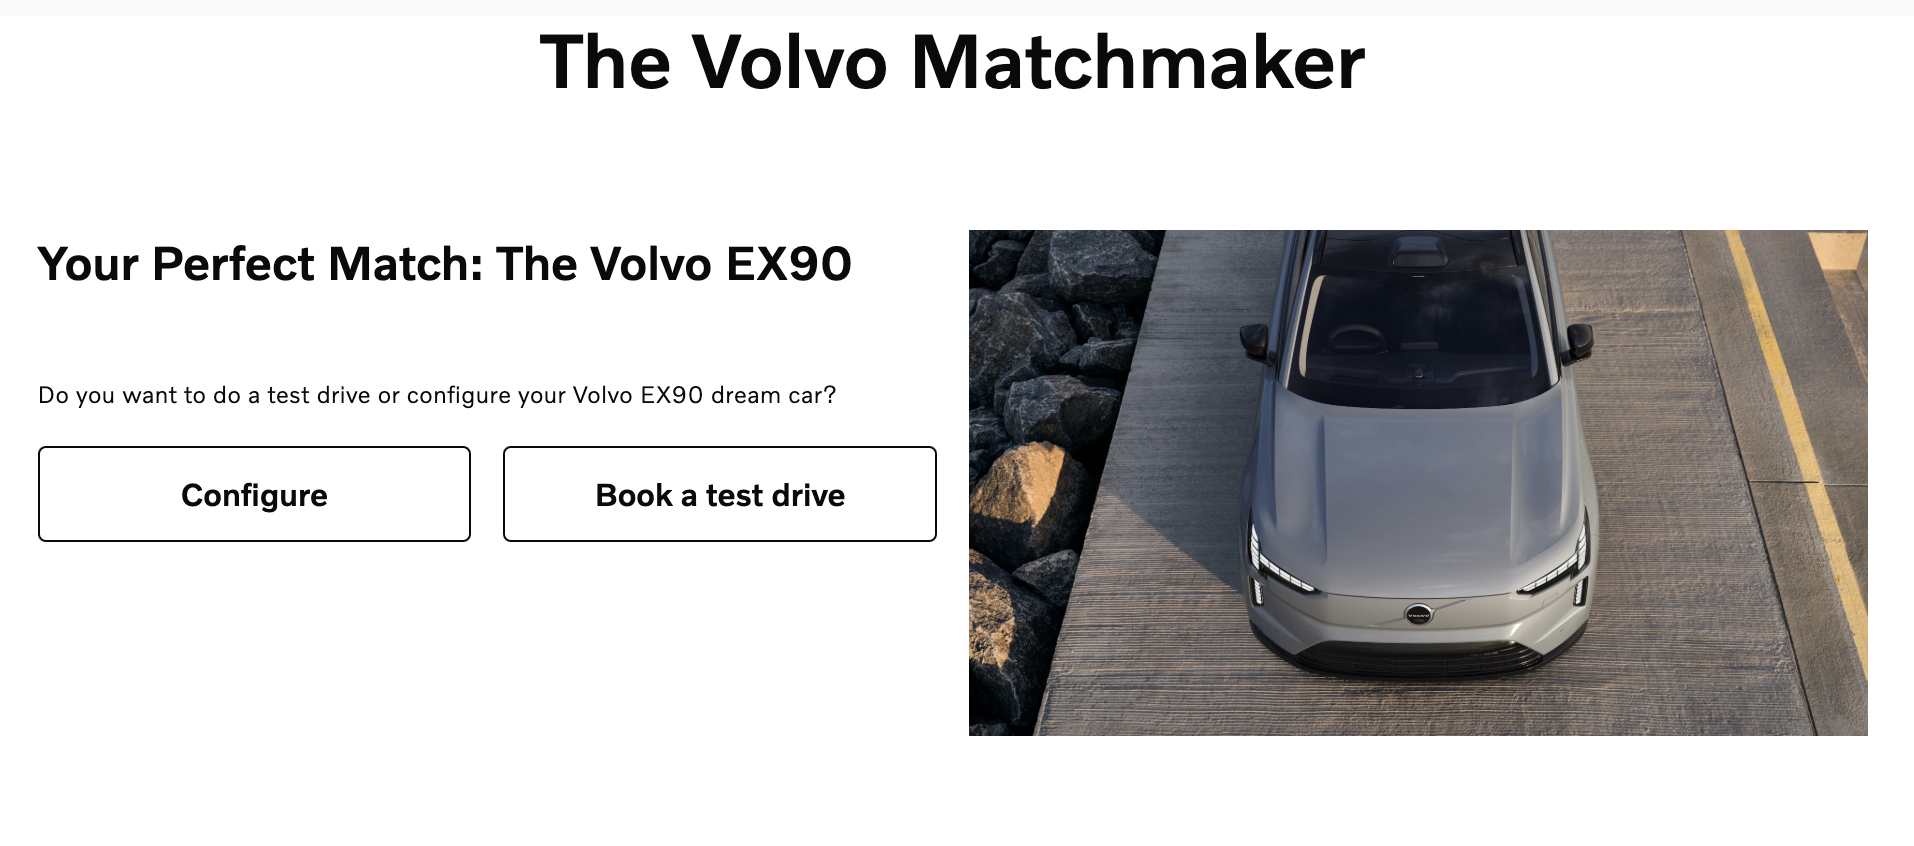 The Volvo Matchmaker
Your Perfect Match: The Volvo EX90
Do you want to do a test drive or configure your Volvo EX90 dream car?
Configure
Book a test drive
VOLVO